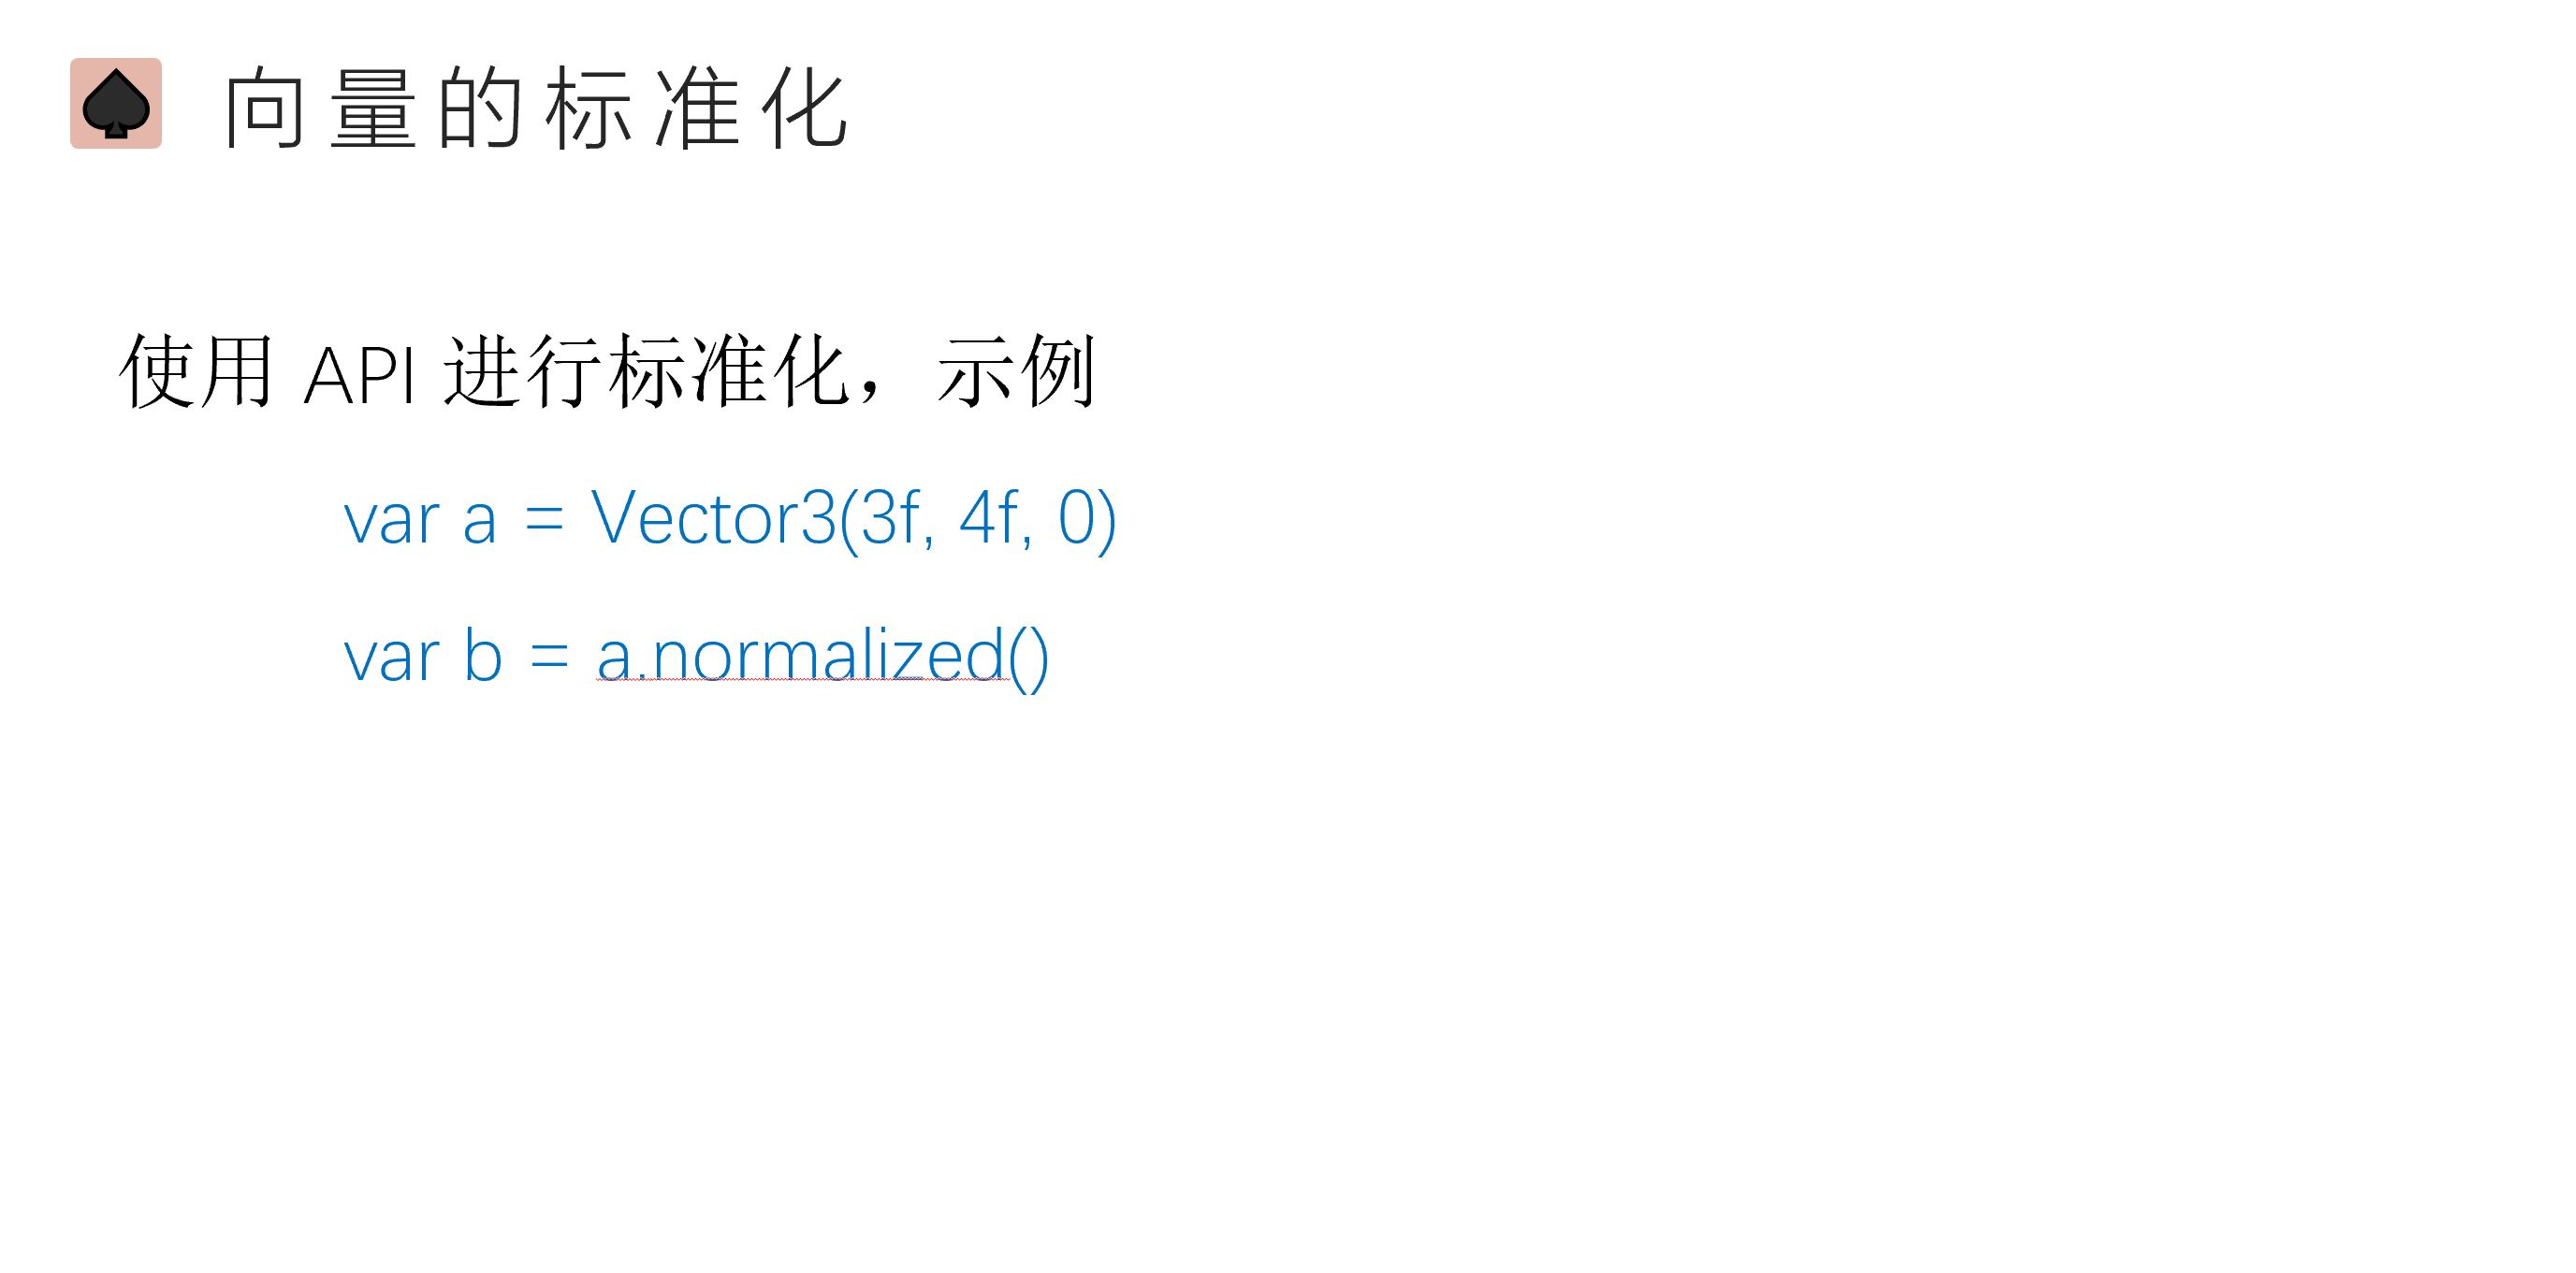 向量的标准化
使用 API 进行标准化，示例
var a = Vector3(3f, 4f, 0)
var b = a.normalized()